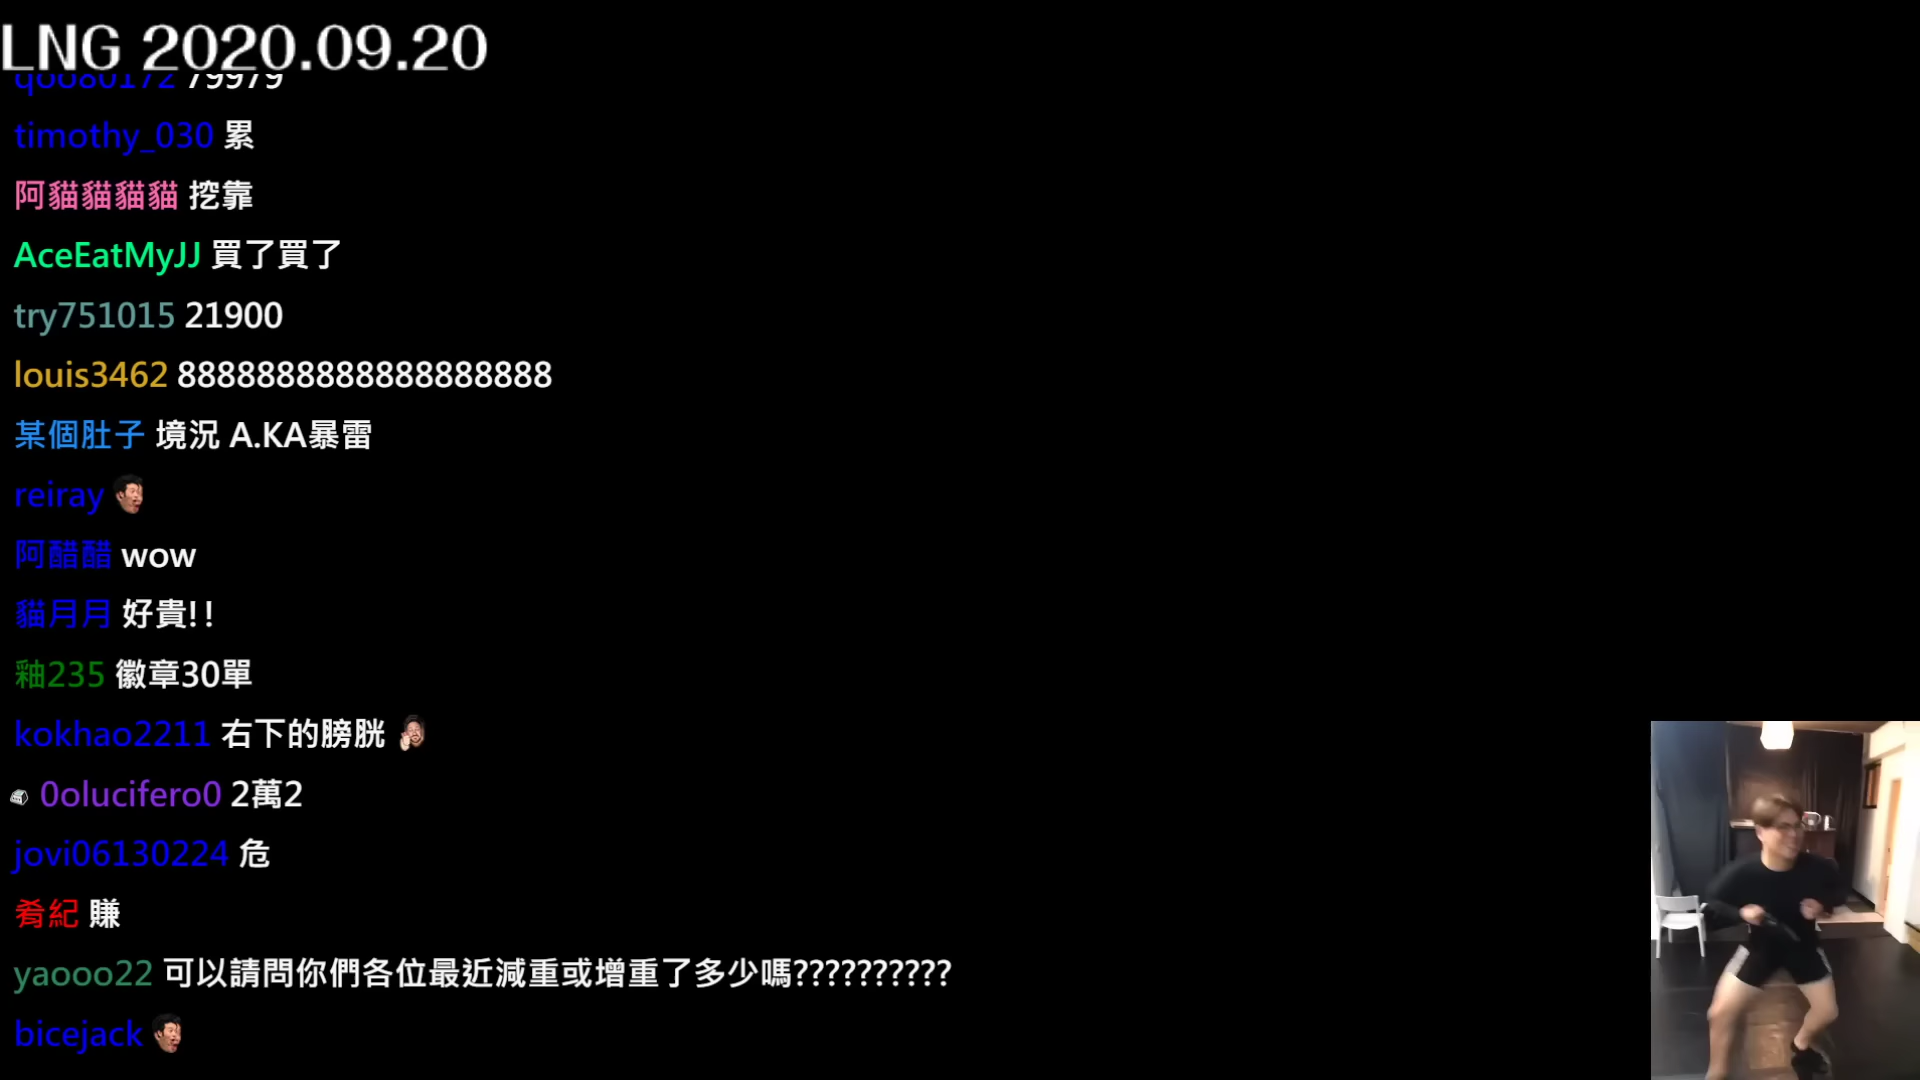 LNG 2020.09.20
qoo80172 79979
timothy_030 累
阿貓貓貓貓 挖靠
AceEatMyJJ 買了買了
try751015 21900
louis3462 8888888888888888888
某個肚子 境況 A.KA暴雷
reiray
阿醋醋 wow
貓月月 好貴!!
釉235 徽章30單
kokhao2211 右下的膀胱
0olucifero0 2萬2
jovi06130224 危
肴紀 賺
yaooo22 可以請問你們各位最近減重或增重了多少嗎??????????
bicejack